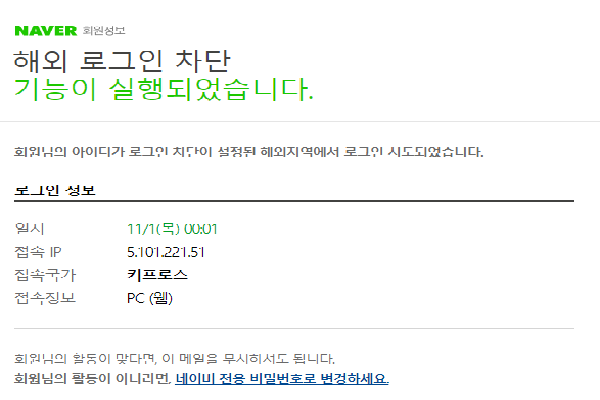 NAVER 회원정보
해외 로그인 차단
기능이 실행되었습니다.
회원님의 아이디가 로그인 차단이 설정된 해외지역에서 로그인 시도되었습니다.
로그인 정보
일시 11/1(목) 00:01
접속 IP 5.101.221.51
접속국가 키프로스
접속정보 PC (웹)
회원님의 활동이 맞다면, 이 메일을 무시하셔도 됩니다.
회원님의 활동이 아니라면, 네이버 전용 비밀번호로 변경하세요.